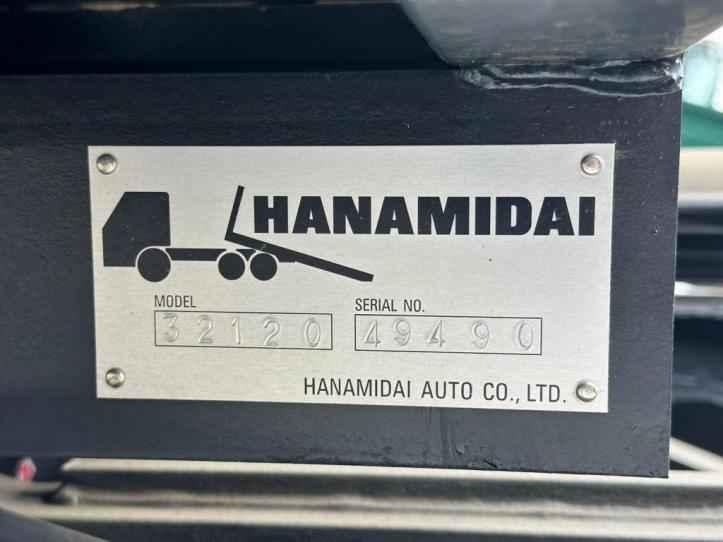 HANAMIDAI
MODEL
32120
SERIAL NO.
49490
HANAMIDAI AUTO CO., LTD.